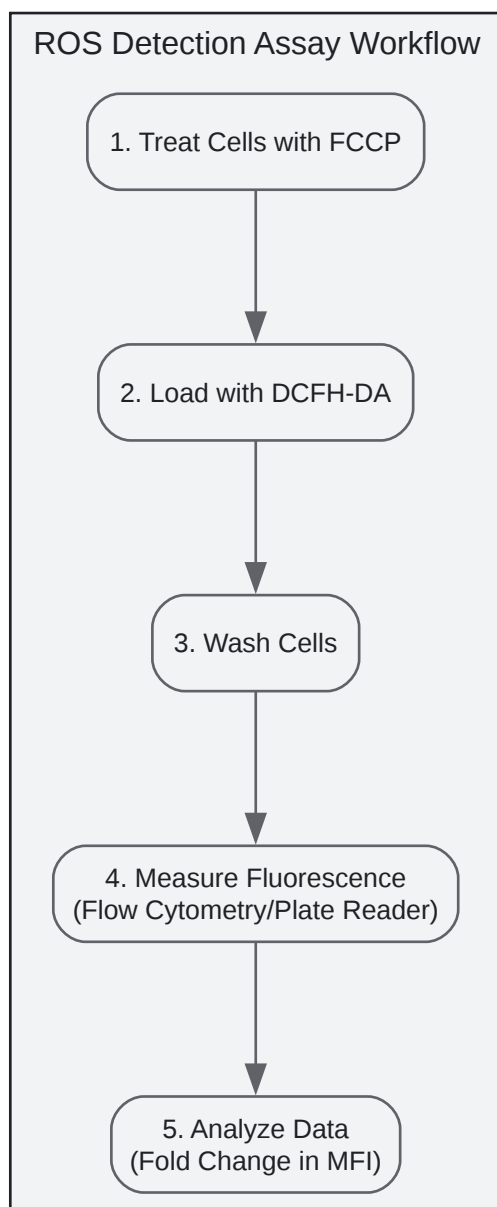 ROS Detection Assay Workflow
1. Treat Cells with FCCP
2. Load with DCFH-DA
3. Wash Cells
4. Measure Fluorescence
(Flow Cytometry/Plate Reader)
5. Analyze Data
(Fold Change in MFI)